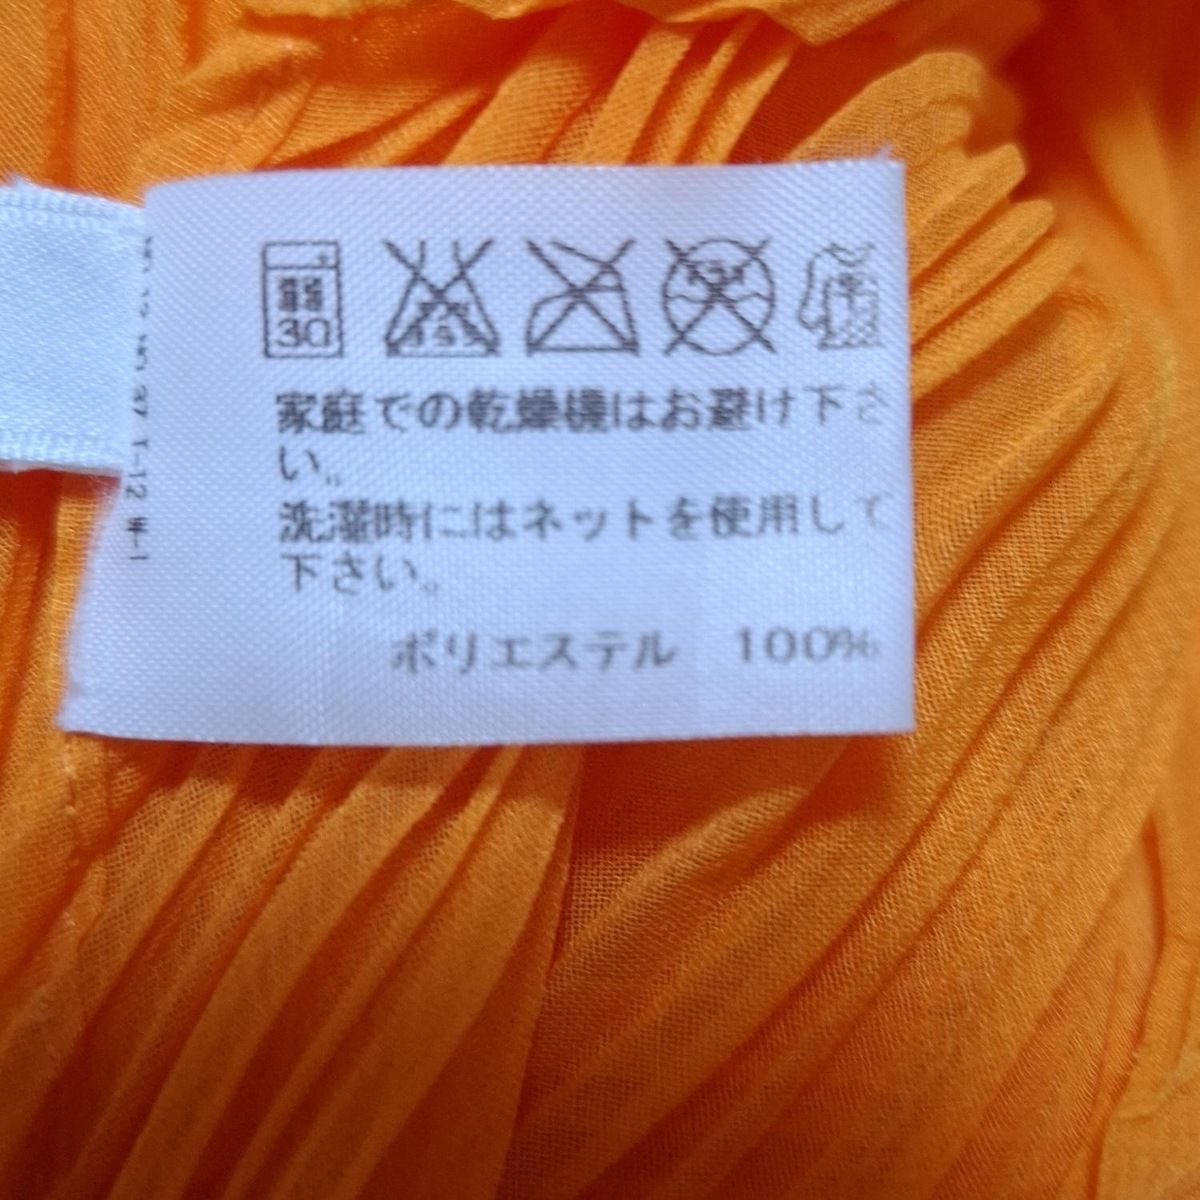 30
家庭での乾燥機はお避け下さ
い。
洗濯時にはネットを使用して
下さい。
ポリエステル 100%